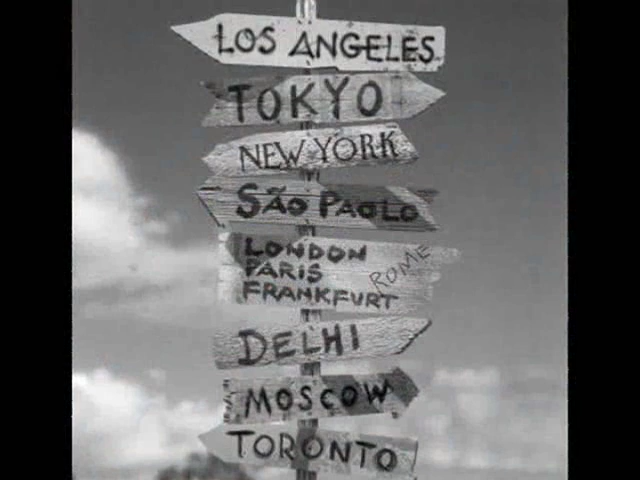 LOS ANGELES
TOKYO
NEW YORK
SÃO PAOLO
LONDON
PARIS
FRANKFURT
ROME
DELHI
MOSCOW
TORONTO